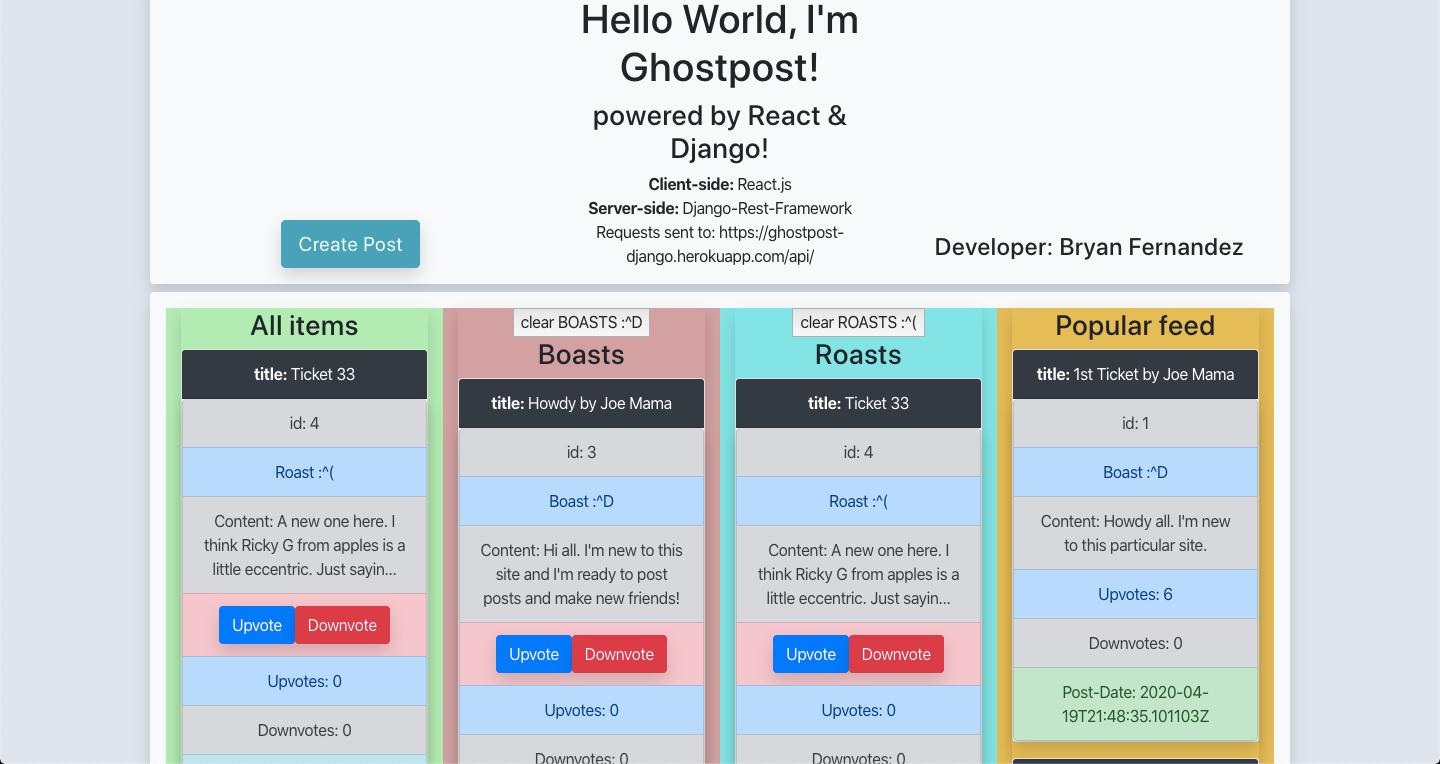 Hello World, I'm
Ghostpost!
powered by React &
Django!
Client-side: React.js
Server-side: Django-Rest-Framework
Requests sent to: https://ghostpost-
django.herokuapp.com/api/
Create Post
Developer: Bryan Fernandez
All items
title: Ticket 33
id: 4
Roast :^(
Content: A new one here. I
think Ricky G from apples is a
little eccentric. Just sayin...
Upvote Downvote
Upvotes: 0
Downvotes: 0
clear BOASTS :^D
Boasts
title: Howdy by Joe Mama
id: 3
Boast :^D
Content: Hi all. I'm new to this
site and I'm ready to post
posts and make new friends!
Upvote Downvote
Upvotes: 0
Downvotes: 0
clear ROASTS :^(
Roasts
title: Ticket 33
id: 4
Roast :^(
Content: A new one here. I
think Ricky G from apples is a
little eccentric. Just sayin...
Upvote Downvote
Upvotes: 0
Downvotes: 0
Popular feed
title: 1st Ticket by Joe Mama
id: 1
Boast :^D
Content: Howdy all. I'm new
to this particular site.
Upvotes: 6
Downvotes: 0
Post-Date: 2020-04-
19T21:48:35.101103Z